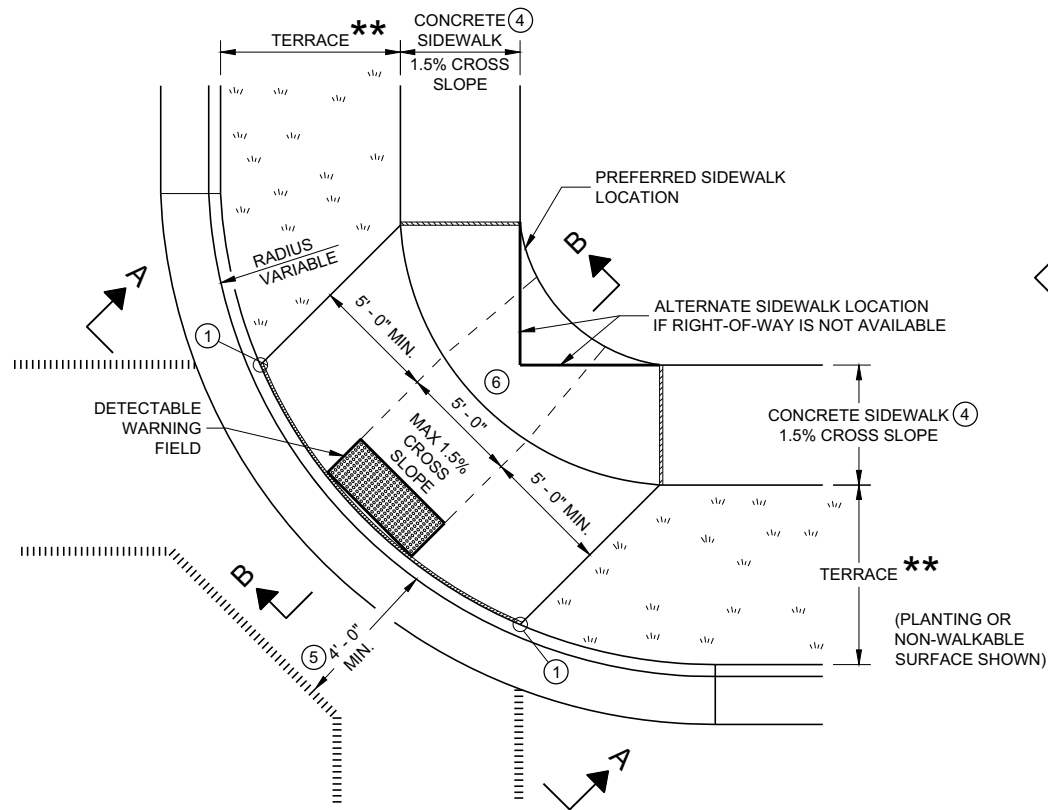 CONCRETE ④
SIDEWALK
TERRACE **
1.5% CROSS
SLOPE
PREFERRED SIDEWALK
LOCATION
RADIUS
VARIABLE
B
A
ALTERNATE SIDEWALK LOCATION
IF RIGHT-OF-WAY IS NOT AVAILABLE
5' - 0" MIN.
①
⑥
5' - 0"
MAX 1.5%
CROSS
SLOPE
DETECTABLE
WARNING
FIELD
CONCRETE SIDEWALK ④
1.5% CROSS SLOPE
5' - 0" MIN.
TERRACE **
(PLANTING OR
NON-WALKABLE
SURFACE SHOWN)
B
⑤ 4' - 0"
MIN.
①
A